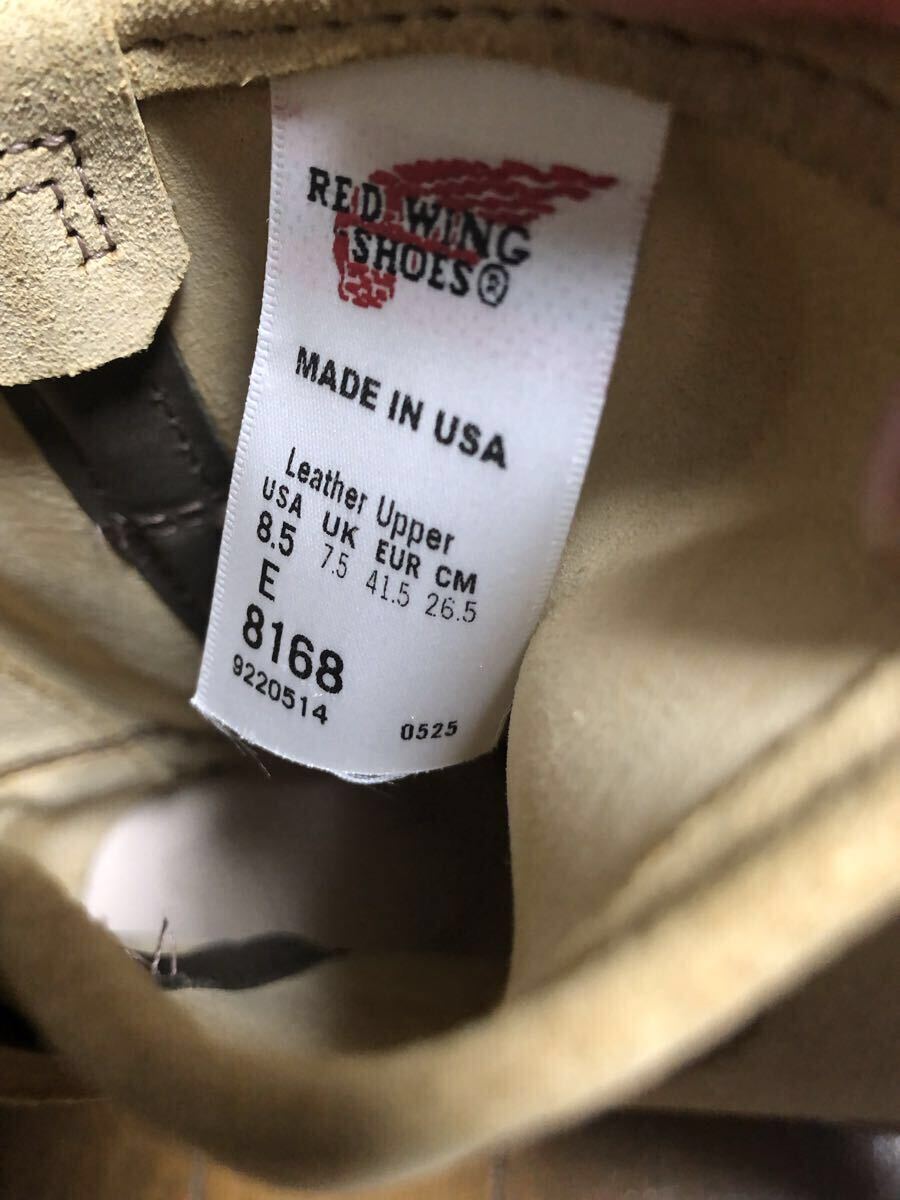 RED WING
SHOES®
MADE IN USA
Leather Upper
USA UK EUR CM
8.5 7.5 41.5 26.5
E
8168
9220514 0525